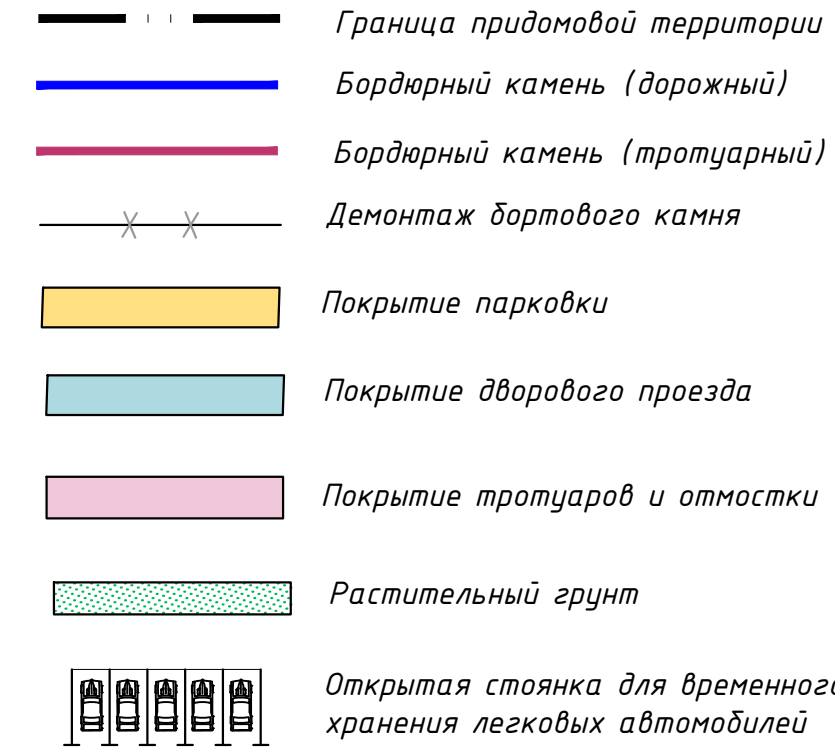 Граница придомовой территории
Бордюрный камень (дорожный)
Бордюрный камень (тротуарный)
Демонтаж бортового камня
Покрытие парковки
Покрытие дворового проезда
Покрытие тротуаров и отмостки
Растительный грунт
Открытая стоянка для временного
хранения легковых автомобилей